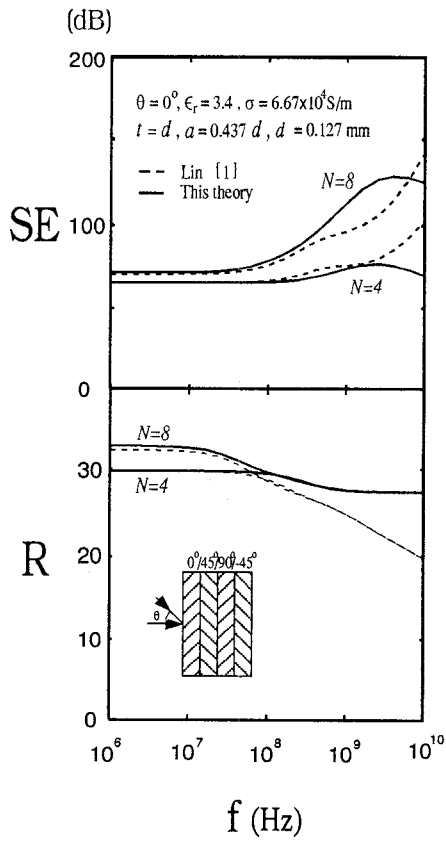 (dB)
200
θ = 0°, ϵr = 3.4 , σ = 6.67x10⁴S/m
t = d , a = 0.437 d, d = 0.127 mm
Lin [1]
This theory
N=8
SE
100
N=4
0
N=8
30
N=4
R
20
0°/45°/90°/-45°
θ
10
0
10⁶ 10⁷ 10⁸ 10⁹ 10¹⁰
f (Hz)